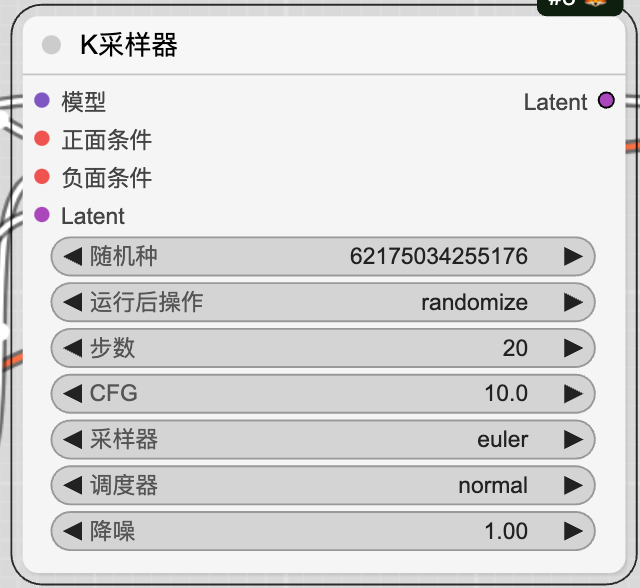 K采样器
模型 Latent
正面条件
负面条件
Latent
随机种 62175034255176
运行后操作 randomize
步数 20
CFG 10.0
采样器 euler
调度器 normal
降噪 1.00